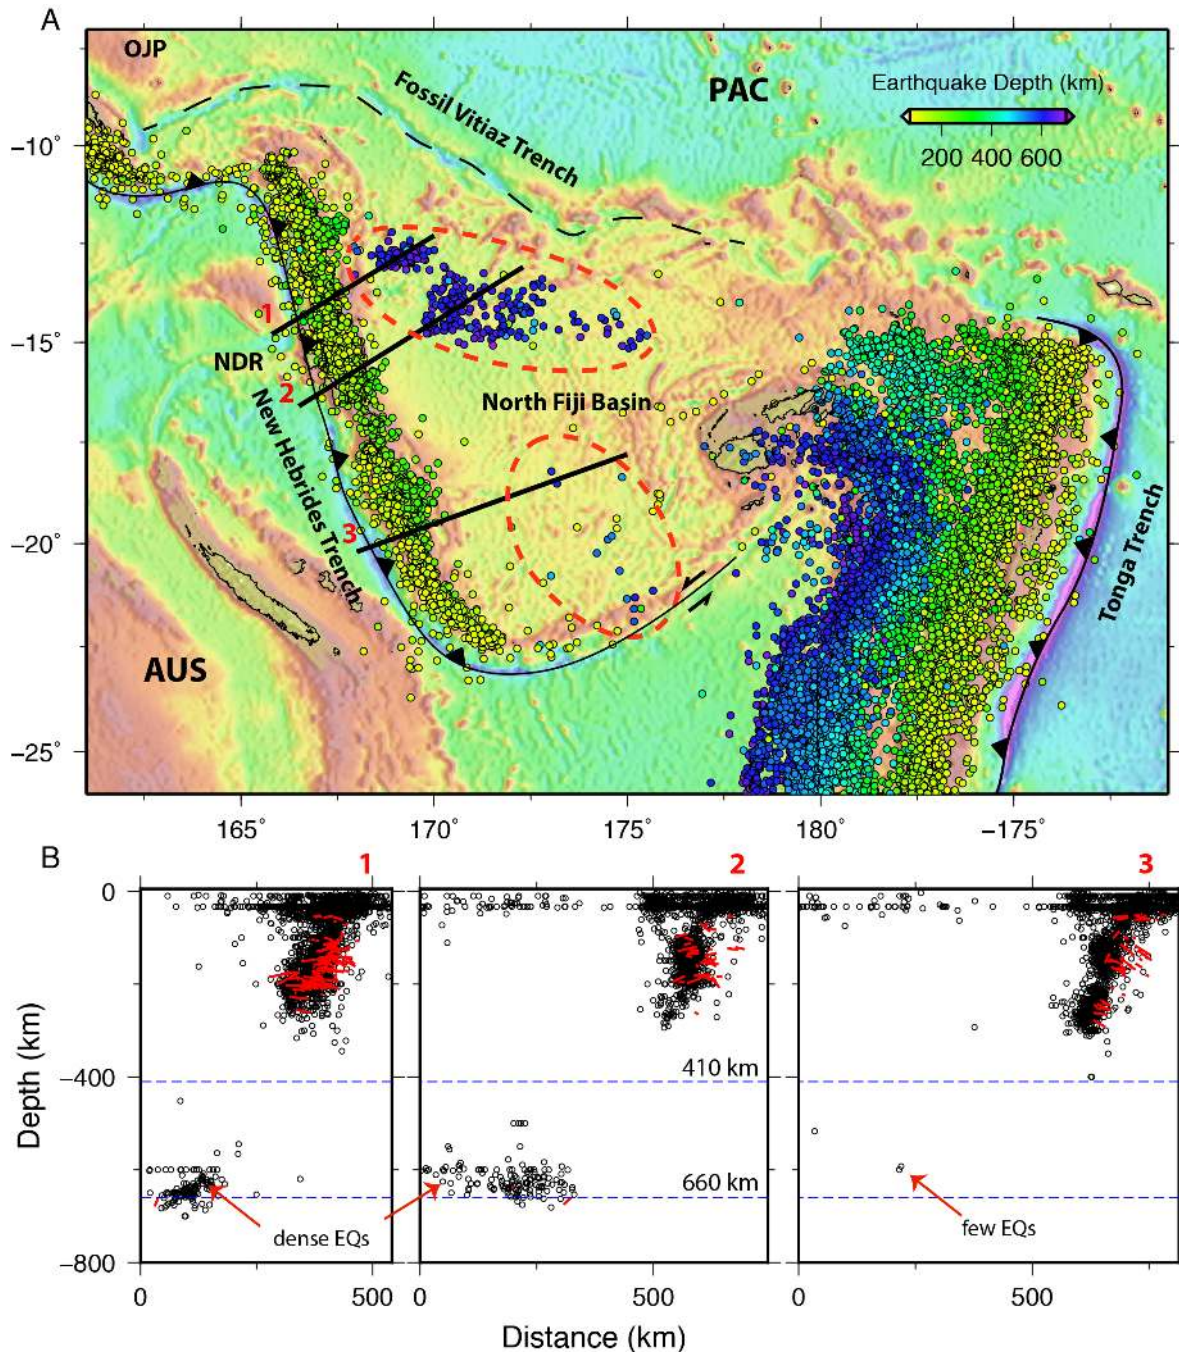 A
OJP
PAC
Fossil Vitiaz Trench
Earthquake Depth (km)
200 400 600
−10°
−15°
−20°
−25°
1
NDR
2
New Hebrides Trench
3
North Fiji Basin
Tonga Trench
AUS
165°
170°
175°
180°
−175°
B
1
2
3
0
−400
−800
Depth (km)
410 km
660 km
dense EQs
few EQs
0
500
0
500
0
500
Distance (km)